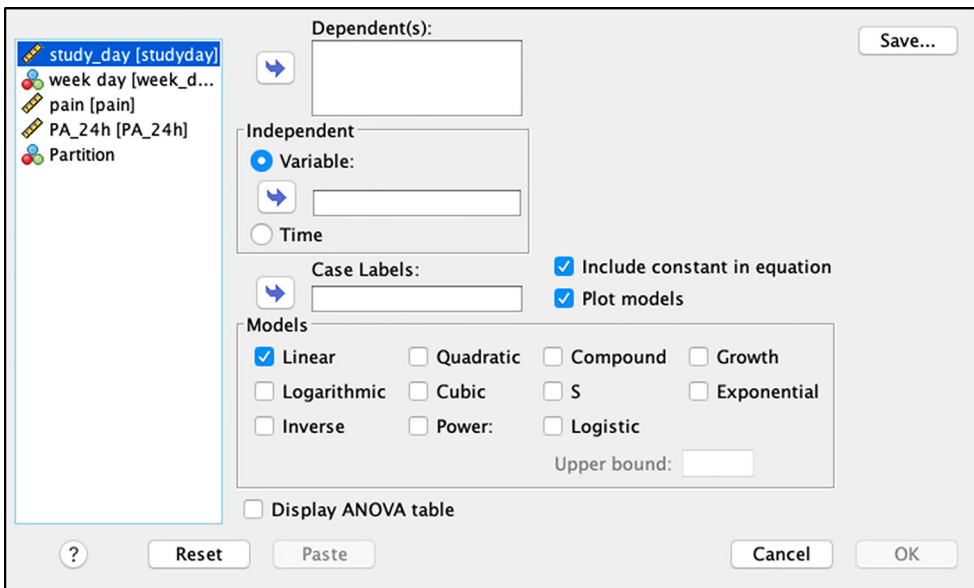 study_day [studyday]
week day [week_d...
pain [pain]
PA_24h [PA_24h]
Partition
Dependent(s):
Save...
Independent
Variable:
Time
Case Labels:
Include constant in equation
Plot models
Models
Linear Quadratic Compound Growth
Logarithmic Cubic S Exponential
Inverse Power: Logistic
Upper bound:
Display ANOVA table
? Reset Paste Cancel OK